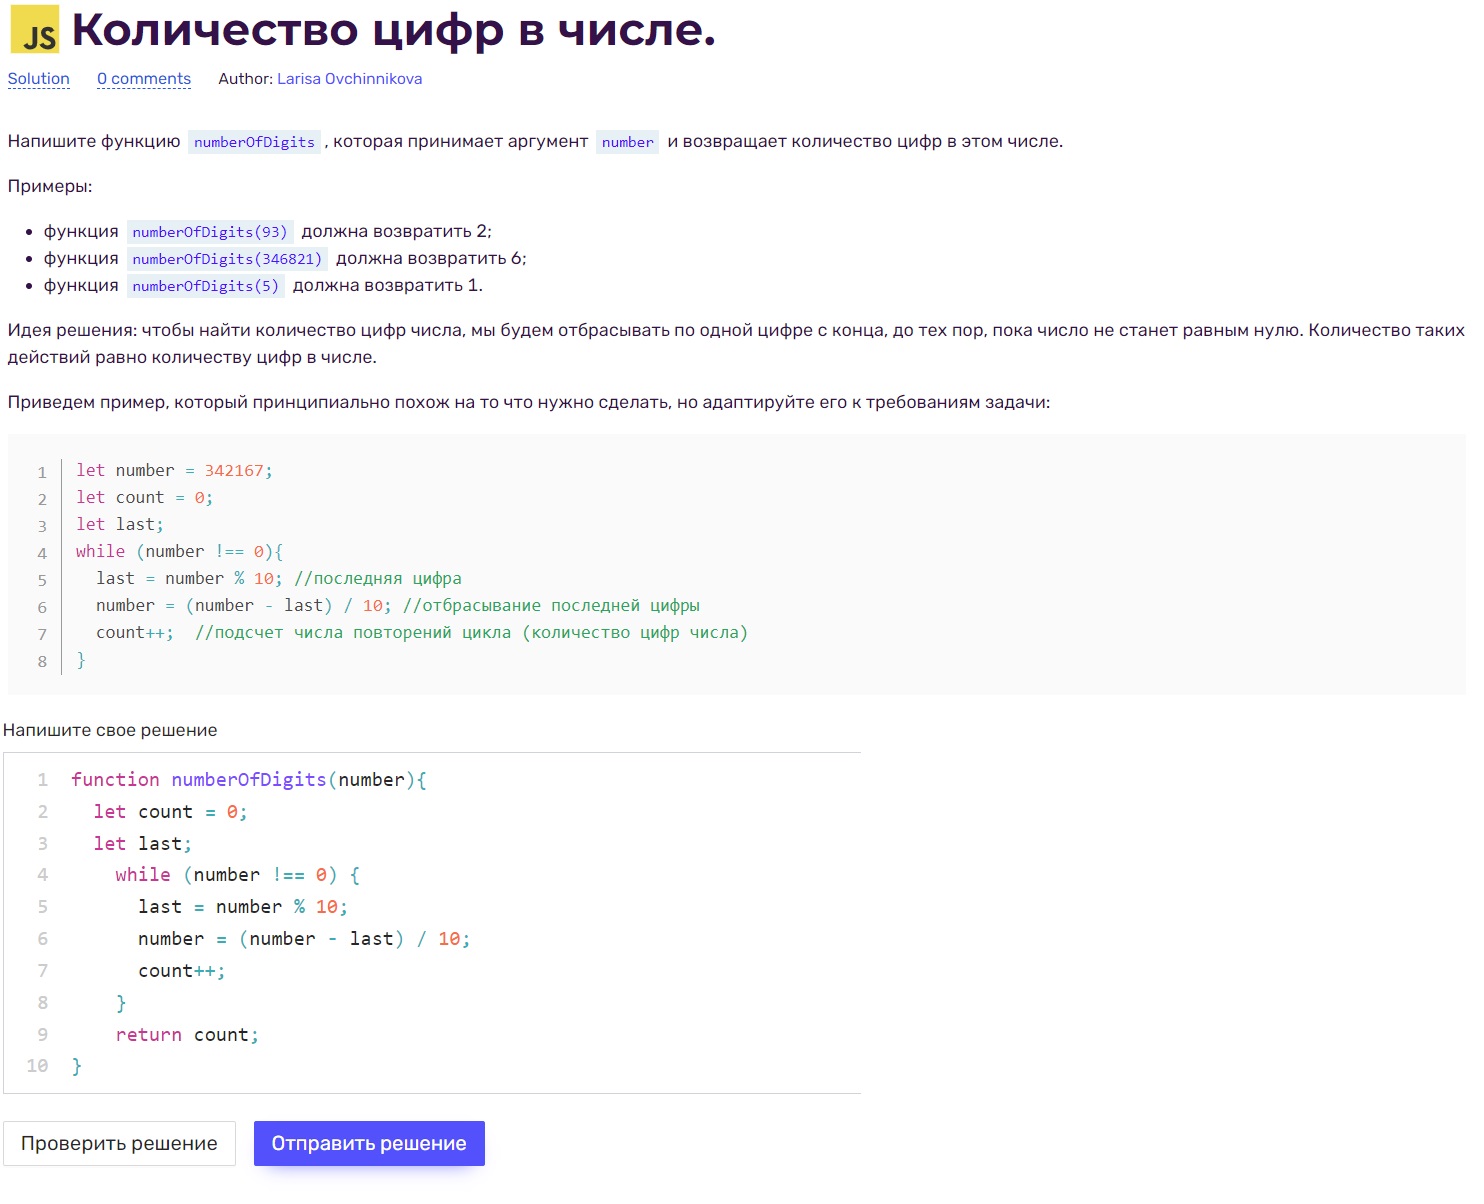 JS Количество цифр в числе.
Solution 0 comments Author: Larisa Ovchinnikova
Напишите функцию numberOfDigits , которая принимает аргумент number и возвращает количество цифр в этом числе.
Примеры:
• функция numberOfDigits(93) должна возвратить 2;
• функция numberOfDigits(346821) должна возвратить 6;
• функция numberOfDigits(5) должна возвратить 1.
Идея решения: чтобы найти количество цифр числа, мы будем отбрасывать по одной цифре с конца, до тех пор, пока число не станет равным нулю. Количество таких
действий равно количеству цифр в числе.
Приведем пример, который принципиально похож на то что нужно сделать, но адаптируйте его к требованиям задачи:
1 let number = 342167;
2 let count = 0;
3 let last;
4 while (number !== 0){
5 last = number % 10; //последняя цифра
6 number = (number - last) / 10; //отбрасывание последней цифры
7 count++; //подсчет числа повторений цикла (количество цифр числа)
8 }
Напишите свое решение
1 function numberOfDigits(number){
2 let count = 0;
3 let last;
4 while (number !== 0) {
5 last = number % 10;
6 number = (number - last) / 10;
7 count++;
8 }
9 return count;
10 }
Проверить решение Отправить решение